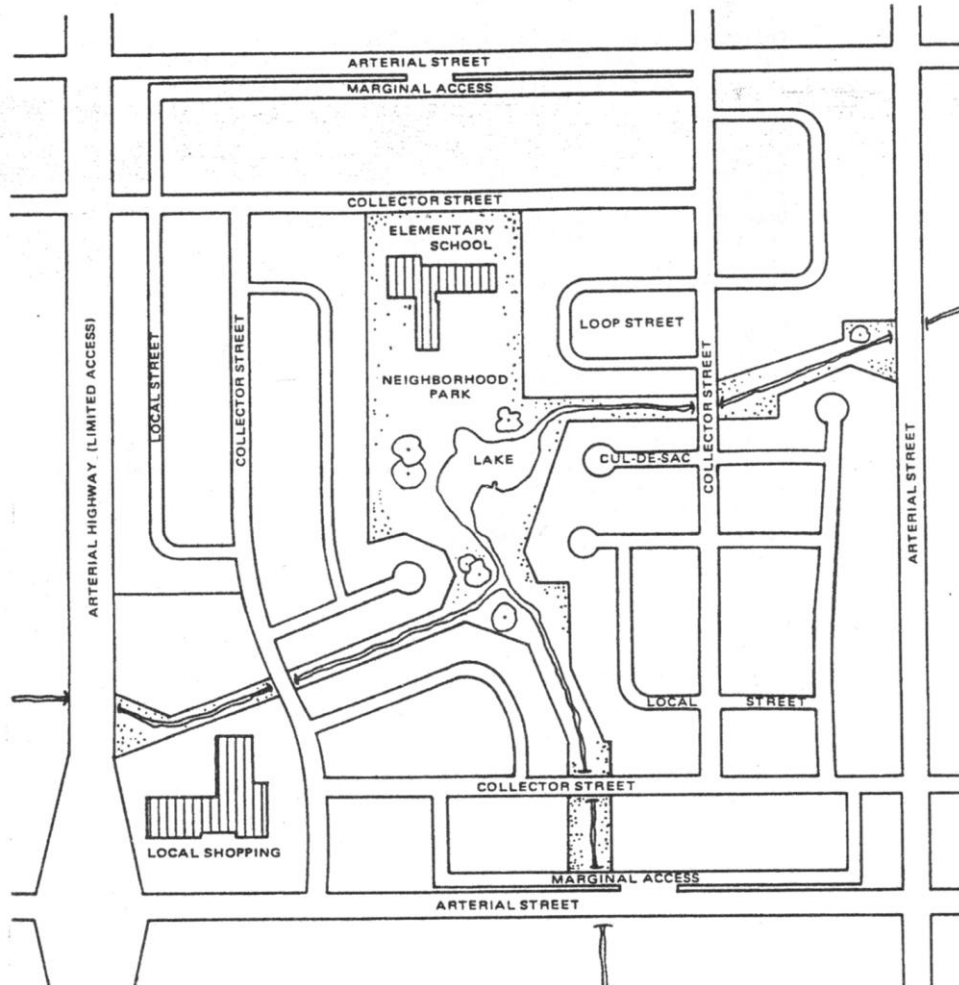 ARTERIAL STREET
MARGINAL ACCESS
COLLECTOR STREET
ELEMENTARY
SCHOOL
LOOP STREET
ARTERIAL HIGHWAY (LIMITED ACCESS)
LOCAL STREET
COLLECTOR STREET
NEIGHBORHOOD
PARK
COLLECTOR STREET
LAKE
CUL-DE-SAC
ARTERIAL STREET
LOCAL STREET
COLLECTOR STREET
LOCAL SHOPPING
MARGINAL ACCESS
ARTERIAL STREET